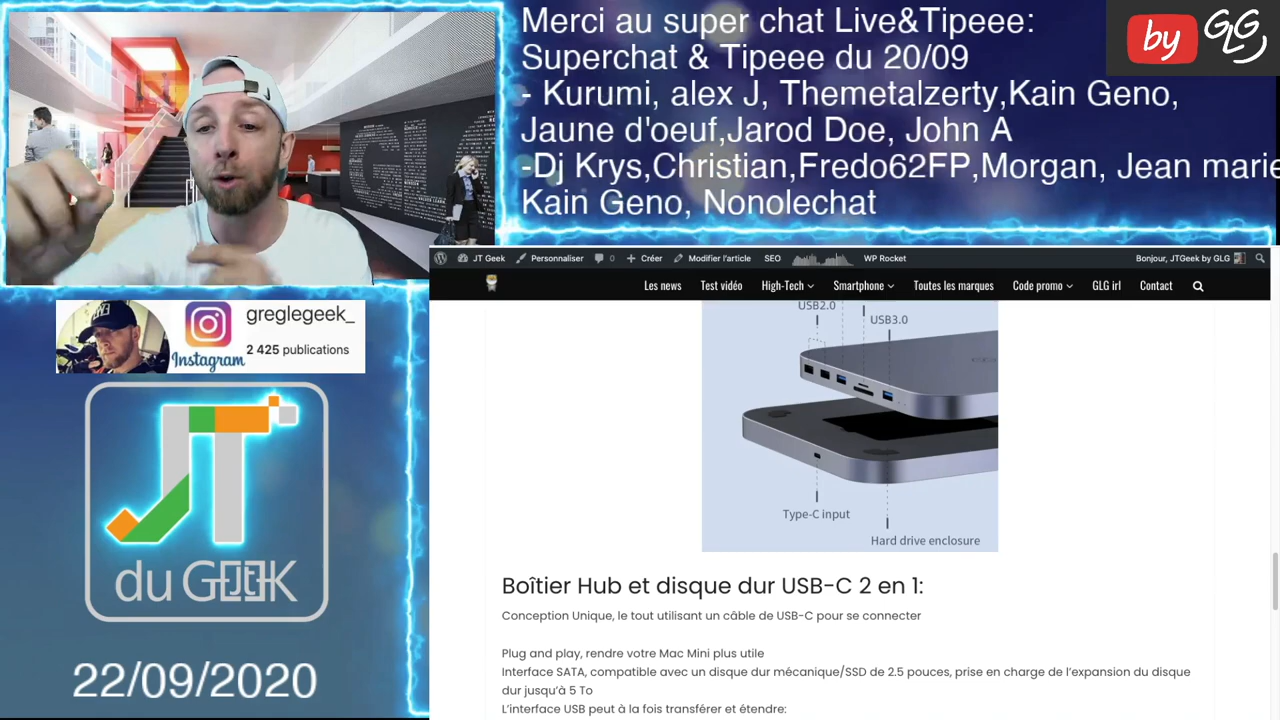 Merci au super chat Live&Tipeee:
Superchat & Tipeee du 20/09
- Kurumi, alex J, Themetalzerty,Kain Geno,
Jaune d'oeuf,Jarod Doe, John A
-Dj Krys,Christian,Fredo62FP,Morgan, Jean marie
Kain Geno, Nonolechat
by GLG
greglegeek_
Instagram
2 425 publications
JT
du GEEK
22/09/2020
JT Geek Personnaliser 0 Créer Modifier l'article SEO WP Rocket Bonjour, JTGeek by GLG
Les news Test vidéo High-Tech Smartphone Toutes les marques Code promo GLG irl Contact
USB2.0
USB3.0
Type-C input
Hard drive enclosure
Boîtier Hub et disque dur USB-C 2 en 1:
Conception Unique, le tout utilisant un câble de USB-C pour se connecter
Plug and play, rendre votre Mac Mini plus utile
Interface SATA, compatible avec un disque dur mécanique/SSD de 2.5 pouces, prise en charge de l'expansion du disque
dur jusqu'à 5 To
L'interface USB peut à la fois transférer et étendre: